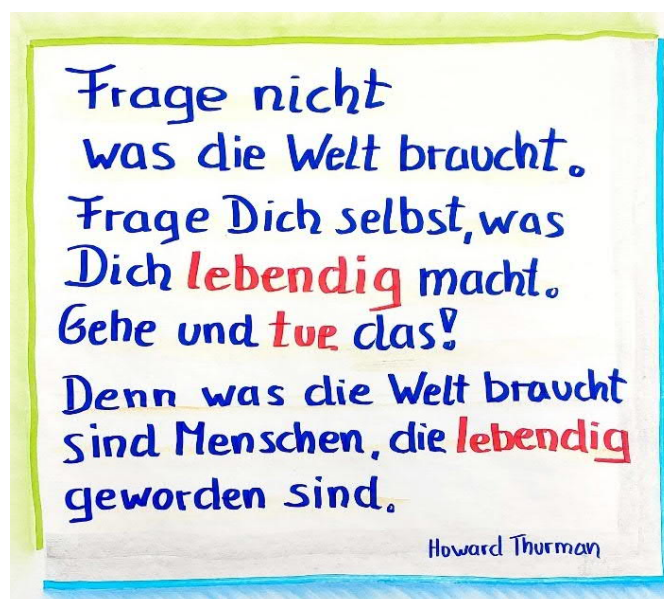 Frage nicht
was die Welt braucht.
Frage Dich selbst, was
Dich lebendig macht.
Gehe und tue das!
Denn was die Welt braucht
sind Menschen, die lebendig
geworden sind.
Howard Thurman